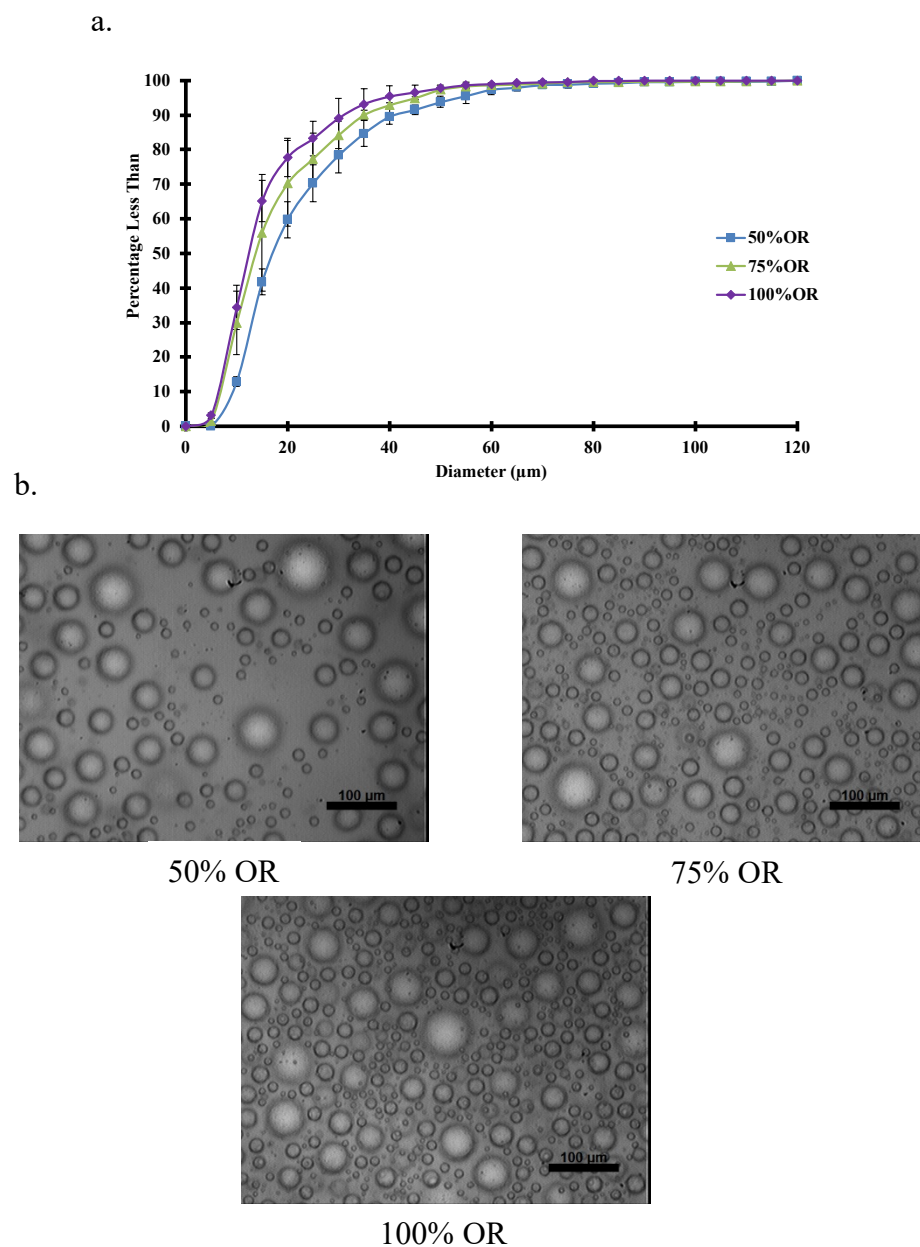 a.
100
90
80
70
60
50
40
30
20
10
0
Percentage Less Than
50%OR
75%OR
100%OR
0 20 40 60 80 100 120
Diameter (µm)
b.
100 µm
100 µm
50% OR
75% OR
100 µm
100% OR